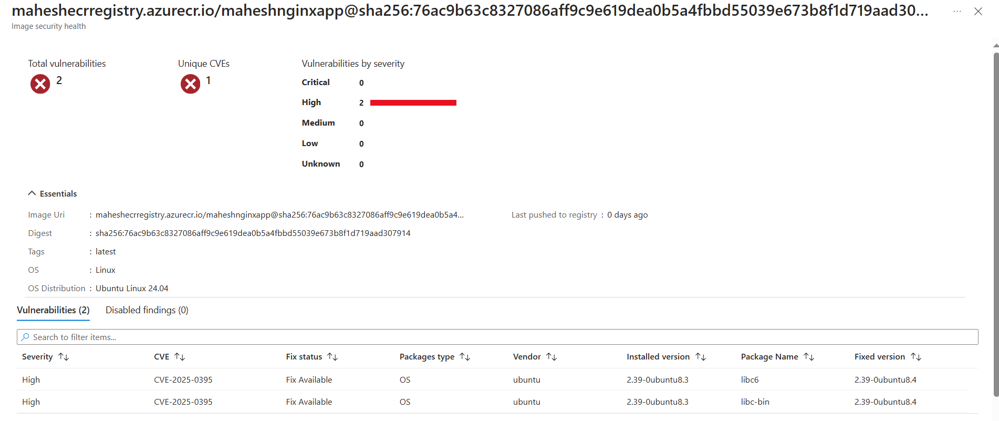 maheshecrregistry.azurecr.io/maheshnginxapp@sha256:76ac9b63c8327086aff9c9e619dea0b5a4fbbd55039e673b8f1d719aad30...
Image security health
Total vulnerabilities
2
Unique CVEs
1
Vulnerabilities by severity
Critical 0
High 2
Medium 0
Low 0
Unknown 0
Essentials
Image Uri : maheshecrregistry.azurecr.io/maheshnginxapp@sha256:76ac9b63c8327086aff9c9e619dea0b5a4... Last pushed to registry : 0 days ago
Digest : sha256:76ac9b63c8327086aff9c9e619dea0b5a4fbbd55039e673b8f1d719aad307914
Tags : latest
OS : Linux
OS Distribution : Ubuntu Linux 24.04
Vulnerabilities (2) Disabled findings (0)
Search to filter items...
Severity CVE Fix status Packages type Vendor Installed version Package Name Fixed version
High CVE-2025-0395 Fix Available OS ubuntu 2.39-0ubuntu8.3 libc6 2.39-0ubuntu8.4
High CVE-2025-0395 Fix Available OS ubuntu 2.39-0ubuntu8.3 libc-bin 2.39-0ubuntu8.4